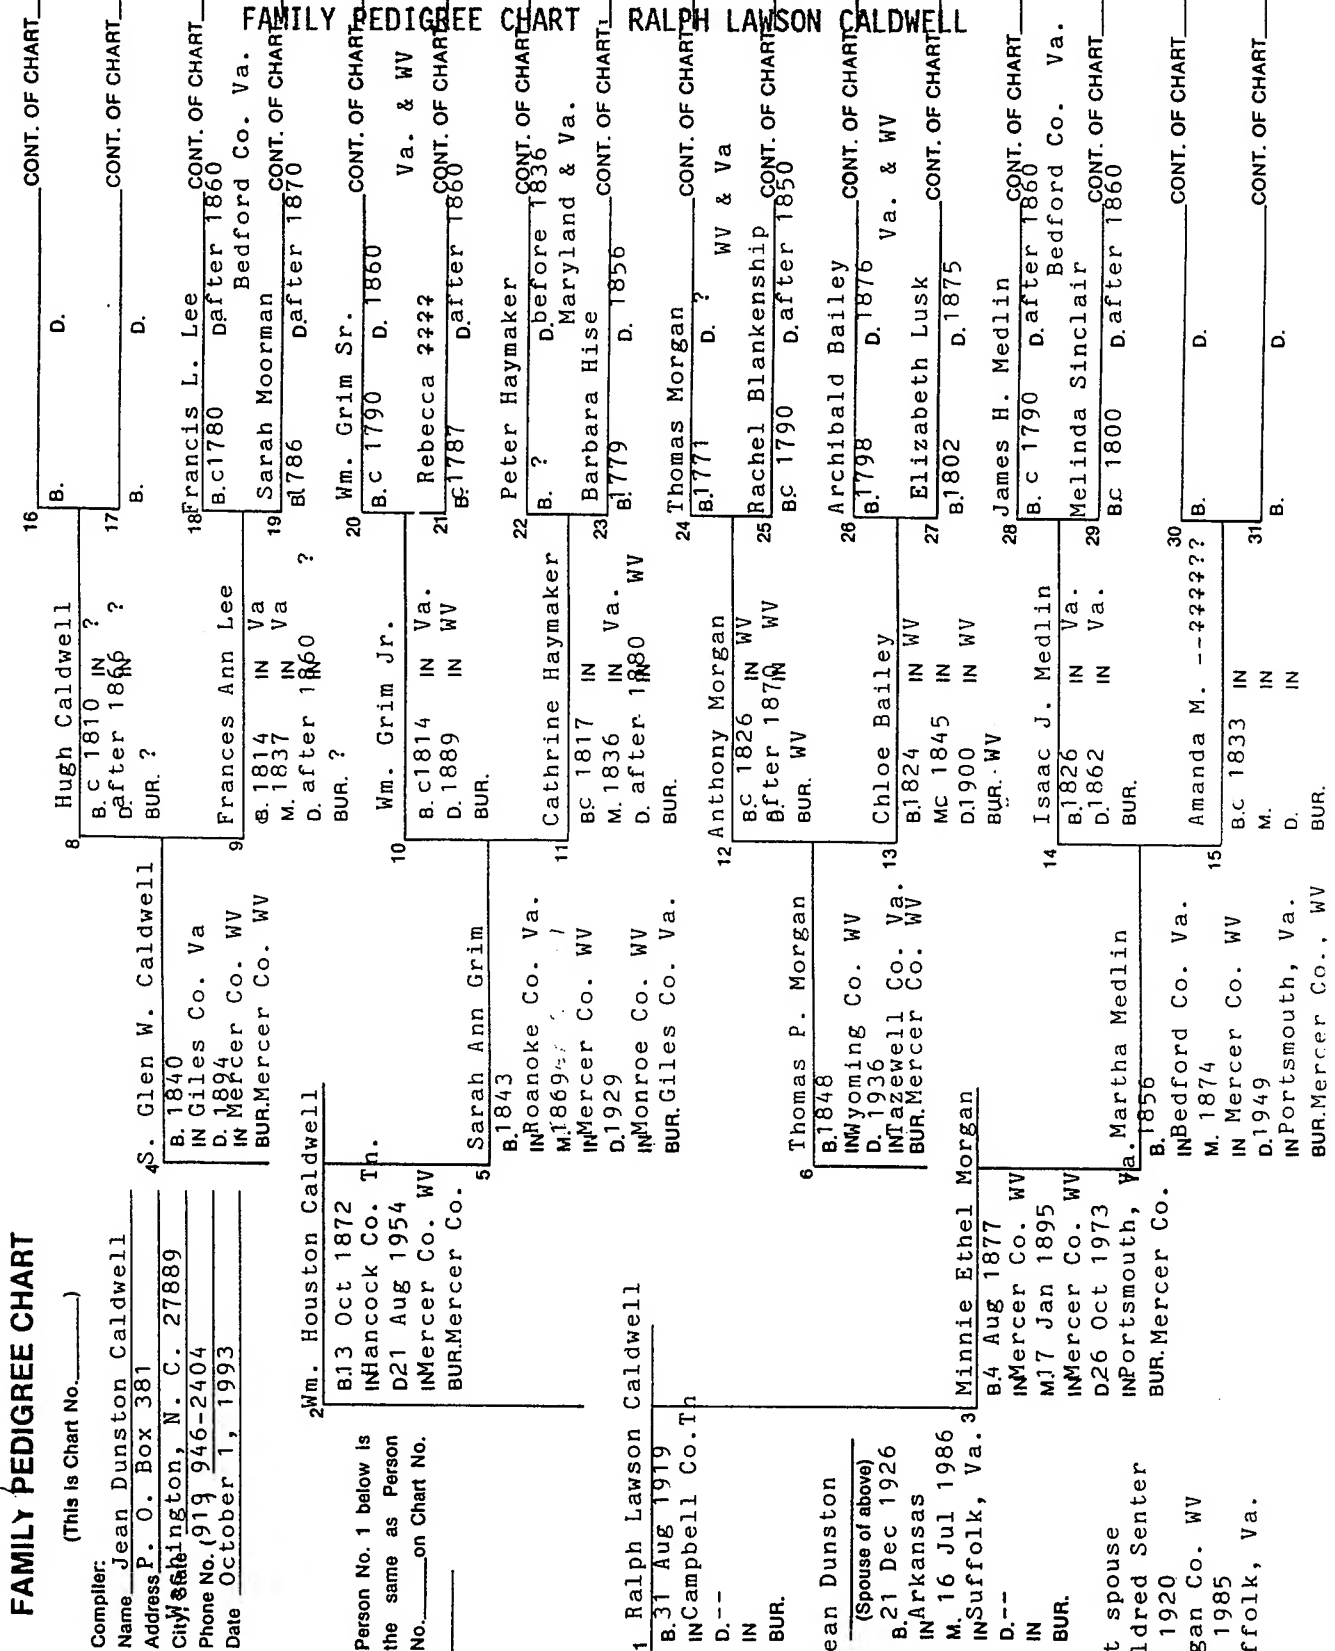 FAMILY PEDIGREE CHART RALPH LAWSON CALDWELL
FAMILY PEDIGREE CHART
(This is Chart No.____)
Compiler:
Name Jean Dunston Caldwell
Address P. O. Box 381
City, State Washington, N. C. 27889
Phone No. (919 946-2404
Date October 1, 1993
Person No. 1 below is
the same as Person
No.____on Chart No.
1 Ralph Lawson Caldwell
B. 31 Aug 1919
IN Campbell Co.Tn
D.--
IN
BUR.
ean Dunston
(Spouse of above)
B. 21 Dec 1926
IN Arkansas
M. 16 Jul 1986
IN Suffolk, Va.
D.--
IN
BUR.
t spouse
ldred Senter
1920
gan Co. WV
1985
ffolk, Va.
2 Wm. Houston Caldwell
B.13 Oct 1872
IN Hancock Co. Tn.
D.21 Aug 1954
IN Mercer Co. WV
BUR.Mercer Co.
3 Minnie Ethel Morgan
B.4 Aug 1877
IN Mercer Co. WV
M.17 Jan 1895
IN Mercer Co. WV
D.26 Oct 1973
IN Portsmouth, Va.
BUR.Mercer Co.
4 S. Glen W. Caldwell
B. 1840
IN Giles Co. Va
D. 1894
IN Mercer Co. WV
BUR.Mercer Co. WV
5 Sarah Ann Grim
B.1843
IN Roanoke Co. Va.
M.1869
IN Mercer Co. WV
D.1929
IN Monroe Co. WV
BUR.Giles Co. Va.
6 Thomas P. Morgan
B.1848
IN Wyoming Co. WV
D. 1936
IN Tazewell Co. Va.
BUR.Mercer Co. WV
Martha Medlin
B. 1856
IN Bedford Co. Va.
M. 1874
IN Mercer Co. WV
D.1949
IN Portsmouth, Va.
BUR.Mercer Co., WV
8 Hugh Caldwell
B. c 1810 IN ?
D. after 1866 IN ?
BUR. ?
9 Frances Ann Lee
B. 1814 IN Va
M. 1837 IN Va
D. after 1860 IN ?
BUR. ?
10 Wm. Grim Jr.
B. c1814 IN Va.
D. 1889 IN WV
BUR.
11 Cathrine Haymaker
B.c 1817 IN
M. 1836 IN Va.
D. after 1880 IN WV
BUR.
12 Anthony Morgan
B.c 1826 IN WV
after 1870 IN WV
BUR. WV
13 Chloe Bailey
B.1824 IN WV
M.c 1845 IN WV
D.1900 IN WV
BUR. WV
14 Isaac J. Medlin
B.1826 IN Va.
D.1862 IN Va.
BUR.
15 Amanda M. --??????
B.c 1833 IN
M. IN
D. IN
BUR.
16 CONT. OF CHART
B. D.
17 CONT. OF CHART
B. D.
18 Francis L. Lee CONT. OF CHART
B.c1780 D.after 1860
Bedford Co. Va.
19 Sarah Moorman CONT. OF CHART
B.1786 D.after 1870
20 Wm. Grim Sr. CONT. OF CHART
B.c 1790 D. 1860
Va. & WV
21 Rebecca ???? CONT. OF CHART
B.c1787 D.after 1860
22 Peter Haymaker CONT. OF CHART
B. ? D.before 1836
Maryland & Va.
23 Barbara Hise CONT. OF CHART
B.1779 D. 1856
24 Thomas Morgan CONT. OF CHART
B.1771 D. ?
WV & Va
25 Rachel Blankenship CONT. OF CHART
B.c 1790 D.after 1850
26 Archibald Bailey CONT. OF CHART
B.1798 D.1876
Va. & WV
27 Elizabeth Lusk CONT. OF CHART
B.1802 D.1875
28 James H. Medlin CONT. OF CHART
B. c 1790 D.after 1860
Bedford Co. Va.
29 Melinda Sinclair CONT. OF CHART
B.c 1800 D.after 1860
30 CONT. OF CHART
B. D.
31 CONT. OF CHART
B. D.